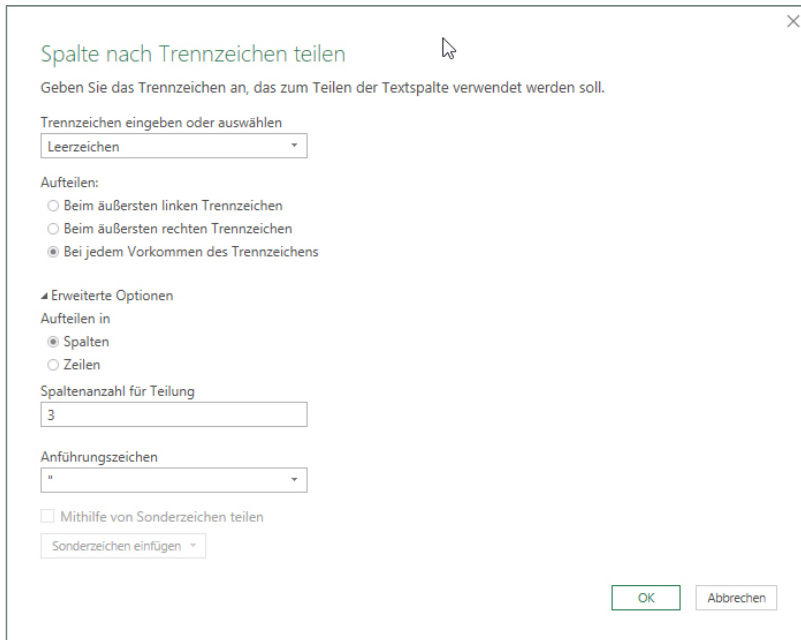 Spalte nach Trennzeichen teilen
Geben Sie das Trennzeichen an, das zum Teilen der Textspalte verwendet werden soll.
Trennzeichen eingeben oder auswählen
Leerzeichen
Aufteilen:
Beim äußersten linken Trennzeichen
Beim äußersten rechten Trennzeichen
Bei jedem Vorkommen des Trennzeichens
Erweiterte Optionen
Aufteilen in
Spalten
Zeilen
Spaltenanzahl für Teilung
3
Anführungszeichen
"
Mithilfe von Sonderzeichen teilen
Sonderzeichen einfügen
OK Abbrechen